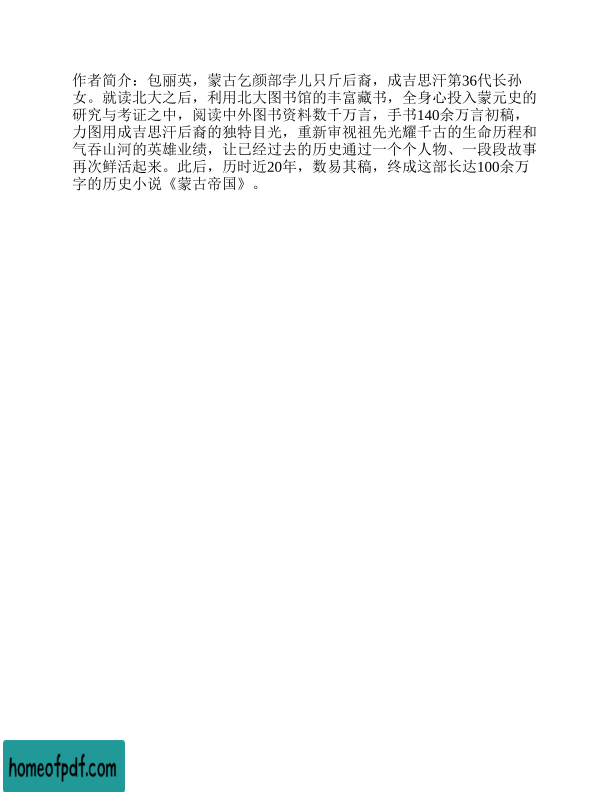 作者简介：包丽英，蒙古乞颜部孛儿只斤后裔，成吉思汗第36代长孙
女。就读北大之后，利用北大图书馆的丰富藏书，全身心投入蒙元史的
研究与考证之中，阅读中外图书资料数千万言，手书140余万言初稿，
力图用成吉思汗后裔的独特目光，重新审视祖先光耀千古的生命历程和
气吞山河的英雄业绩，让已经过去的历史通过一个个人物、一段段故事
再次鲜活起来。此后，历时近20年，数易其稿，终成这部长达100余万
字的历史小说《蒙古帝国》。
homeofpdf.com